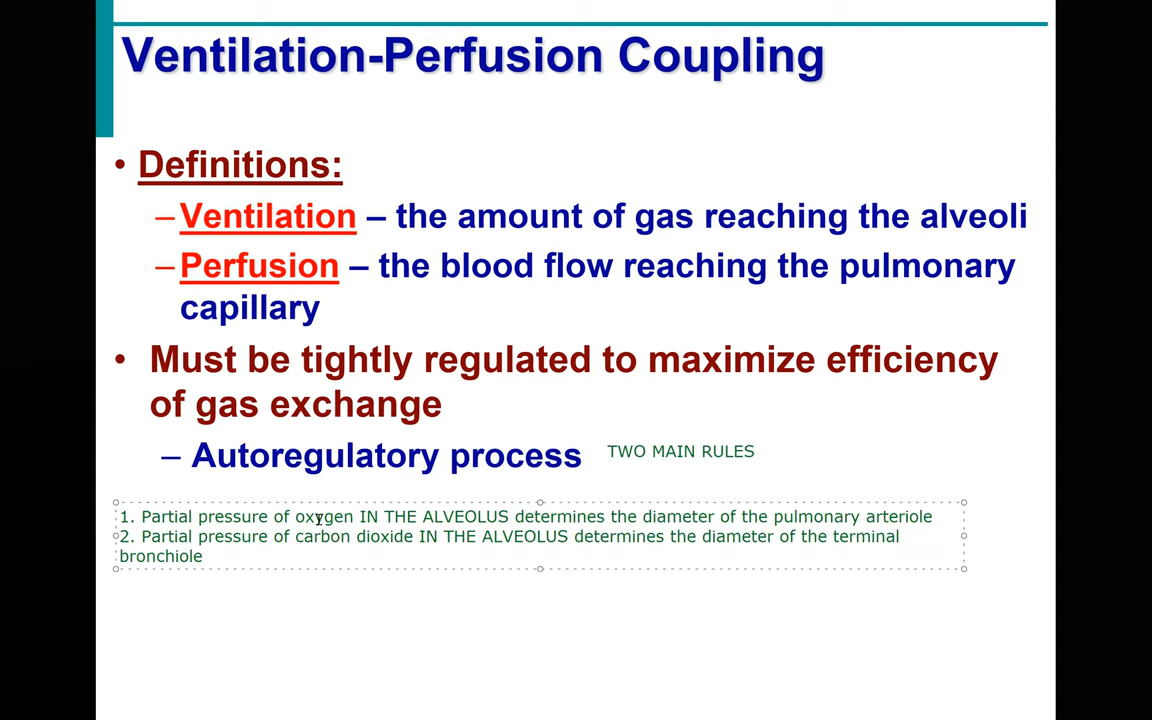 Ventilation-Perfusion Coupling
• Definitions:
–Ventilation – the amount of gas reaching the alveoli
–Perfusion – the blood flow reaching the pulmonary
capillary
• Must be tightly regulated to maximize efficiency
of gas exchange
– Autoregulatory process TWO MAIN RULES
1. Partial pressure of oxygen IN THE ALVEOLUS determines the diameter of the pulmonary arteriole
2. Partial pressure of carbon dioxide IN THE ALVEOLUS determines the diameter of the terminal
bronchiole